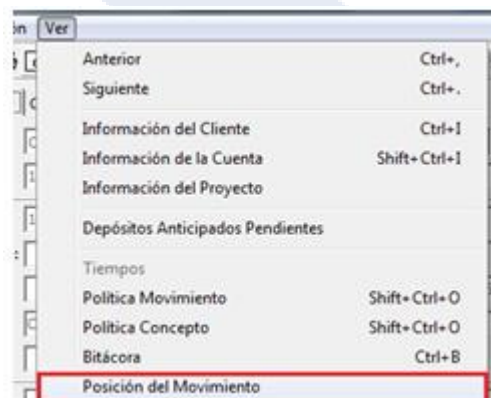 Ver
Anterior Ctrl+,
Siguiente Ctrl+.
Información del Cliente Ctrl+I
Información de la Cuenta Shift+Ctrl+I
Información del Proyecto
Depósitos Anticipados Pendientes
Tiempos
Política Movimiento Shift+Ctrl+O
Política Concepto Shift+Ctrl+O
Bitácora Ctrl+B
Posición del Movimiento